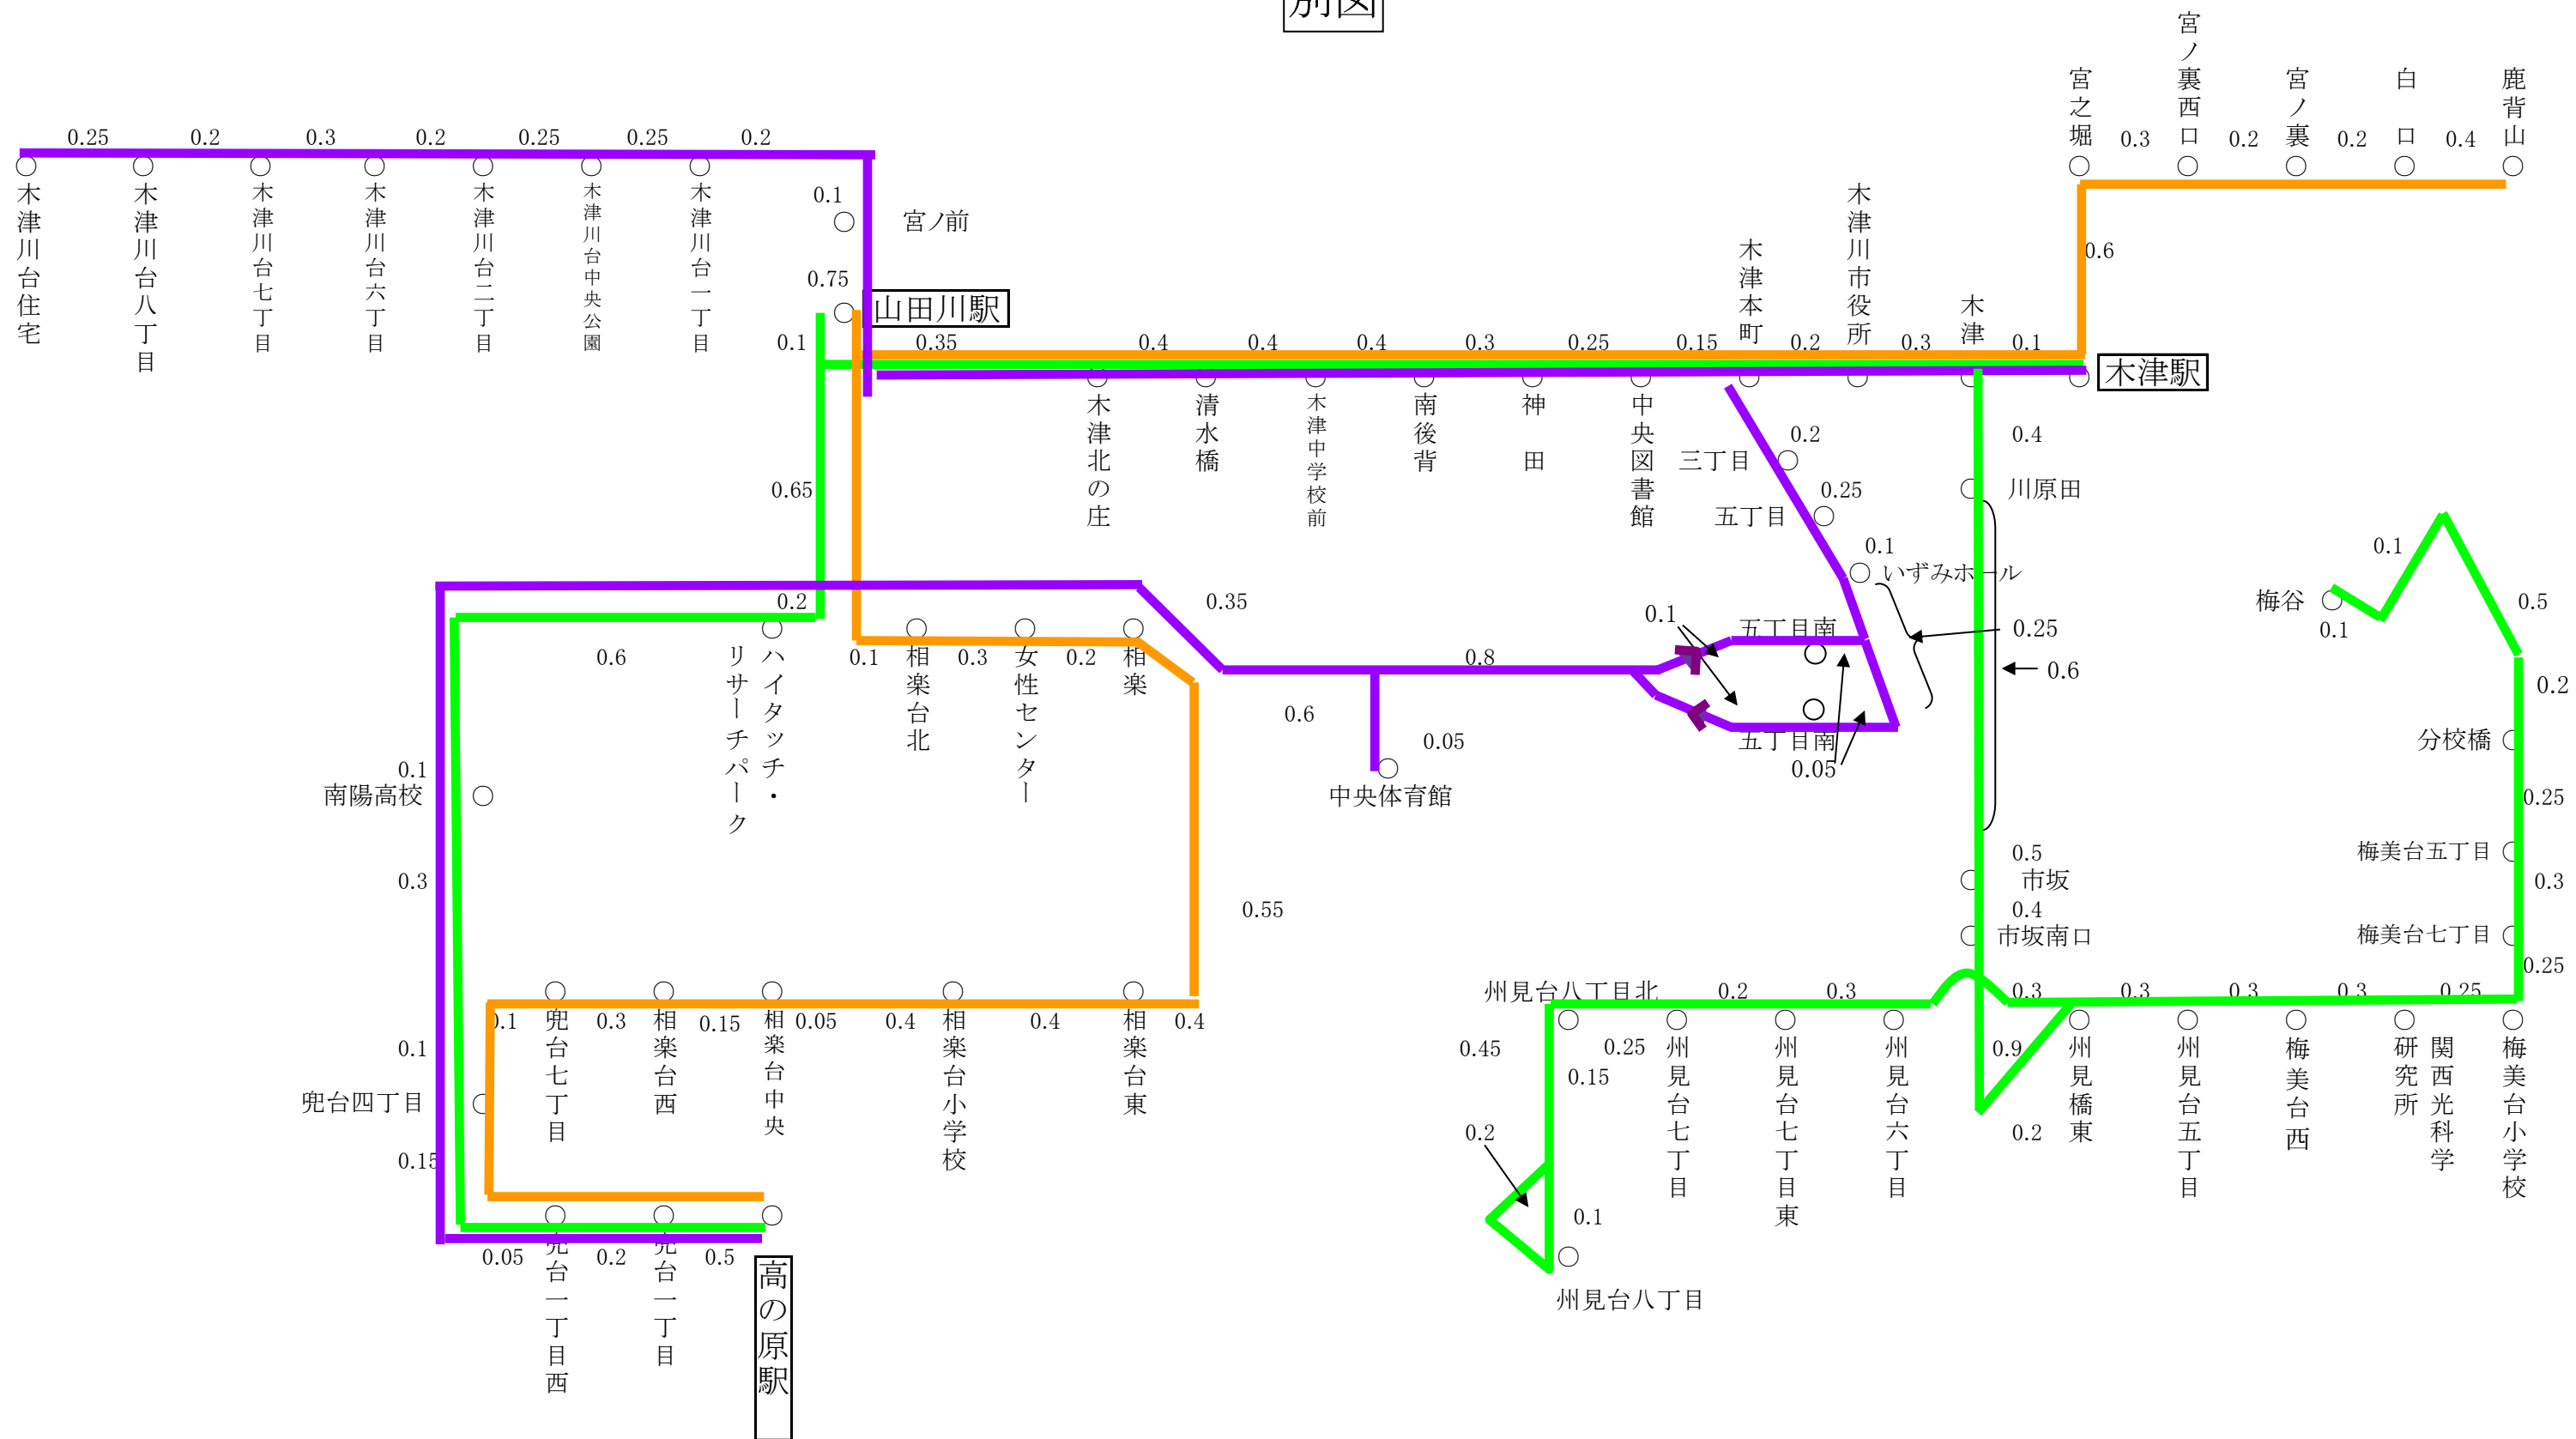 別図
0.25
0.2
0.3
0.2
0.25
0.25
0.2
木津川台住宅
木津川台八丁目
木津川台七丁目
木津川台六丁目
木津川台二丁目
木津川台中央公園
木津川台一丁目
0.1
宮ノ前
0.75
山田川駅
0.1
0.35
0.4
0.4
0.4
0.3
0.25
0.15
木津本町
0.2
木津川市役所
0.3
木津
0.1
木津駅
宮之堀
宮ノ裏西口
宮ノ裏
白口
鹿背山
0.3
0.2
0.2
0.4
0.6
木津北の庄
清水橋
木津中学校前
南後背
神田
中央図書館
三丁目
0.2
五丁目
0.25
0.1
いずみホール
0.4
川原田
0.25
0.6
0.65
0.2
0.6
ハイタッチ・
リサーチパーク
0.1
相楽台北
0.3
女性センター
0.2
相楽
0.35
0.8
0.1
五丁目南
五丁目南
0.05
0.6
0.05
中央体育館
0.1
梅谷
0.1
0.5
0.2
分校橋
0.25
梅美台五丁目
0.3
梅美台七丁目
0.25
0.5
市坂
0.4
市坂南口
0.1
南陽高校
0.3
0.55
0.1
兜台七丁目
0.3
相楽台西
0.15
相楽台中央
0.05
0.4
相楽台小学校
0.4
相楽台東
0.4
0.1
兜台四丁目
0.15
0.05
兜台一丁目西
0.2
兜台一丁目
0.5
高の原駅
州見台八丁目北
0.2
0.3
0.3
0.3
0.3
0.3
0.25
0.45
0.25
0.15
州見台七丁目
州見台七丁目東
州見台六丁目
0.9
0.2
州見橋東
州見台五丁目
梅美台西
関西光科学
研究所
梅美台小学校
0.2
0.1
州見台八丁目